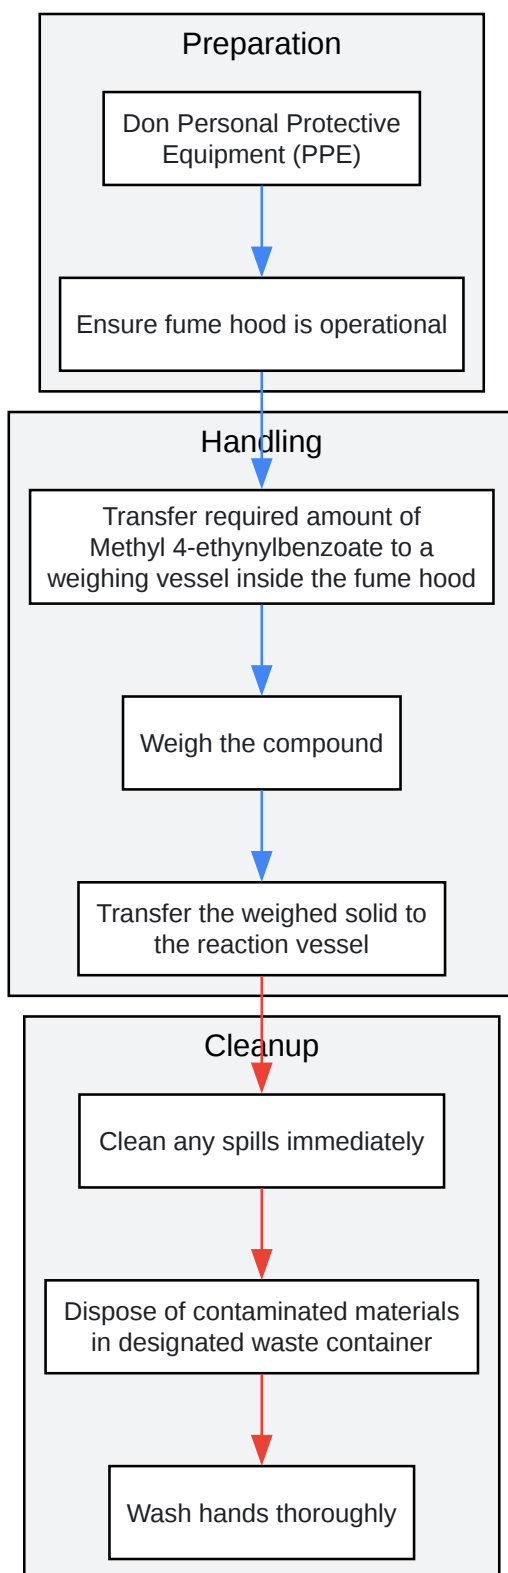 Preparation
Don Personal Protective
Equipment (PPE)
Ensure fume hood is operational
Handling
Transfer required amount of
Methyl 4-ethynylbenzoate to a
weighing vessel inside the fume hood
Weigh the compound
Transfer the weighed solid to
the reaction vessel
Cleanup
Clean any spills immediately
Dispose of contaminated materials
in designated waste container
Wash hands thoroughly